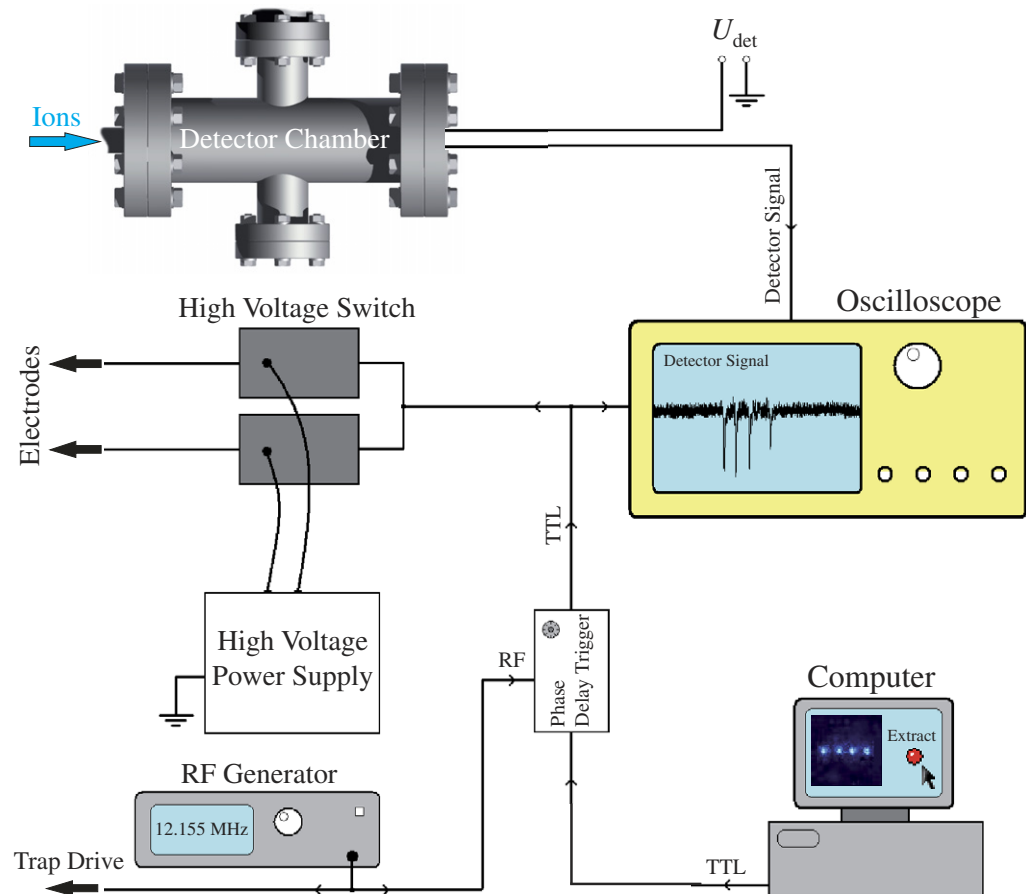 U_det
Ions
Detector Chamber
Detector Signal
High Voltage Switch
Oscilloscope
Detector Signal
Electrodes
TTL
High Voltage
Power Supply
RF
Phase
Delay Trigger
Computer
Extract
RF Generator
12.155 MHz
Trap Drive
TTL